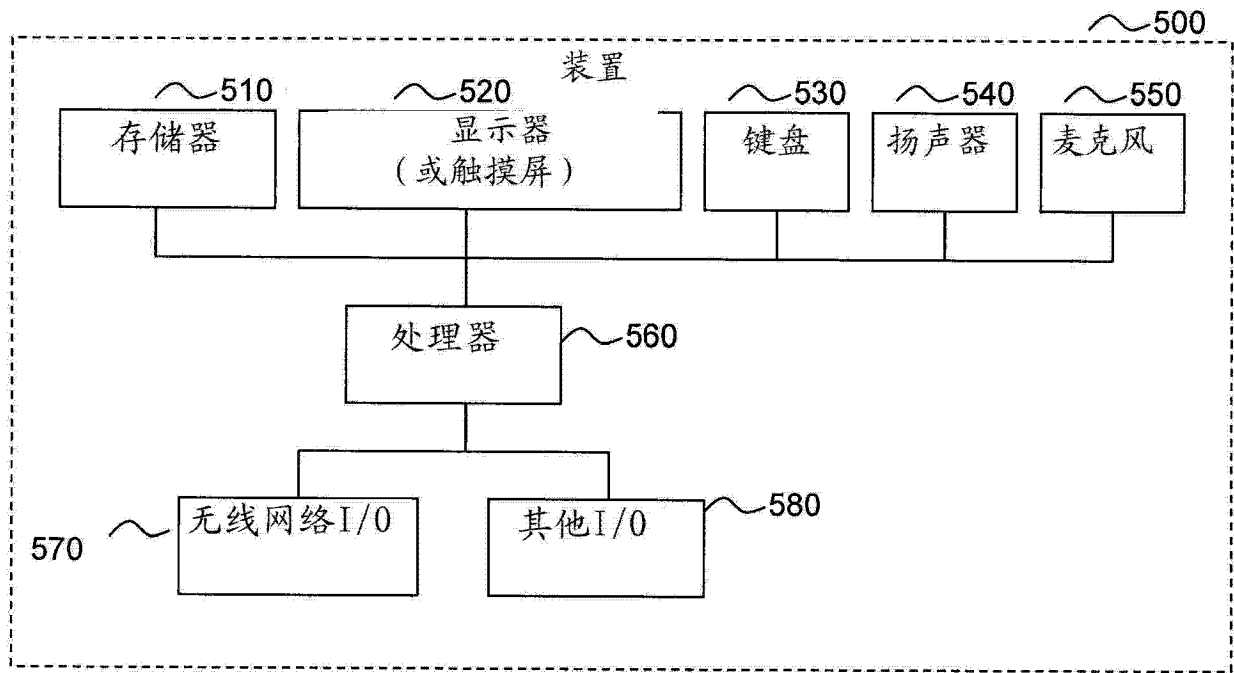 500
装置
510
520
530
540
550
存储器
显示器
(或触摸屏)
键盘
扬声器
麦克风
处理器
560
无线网络I/O
其他I/O
580
570